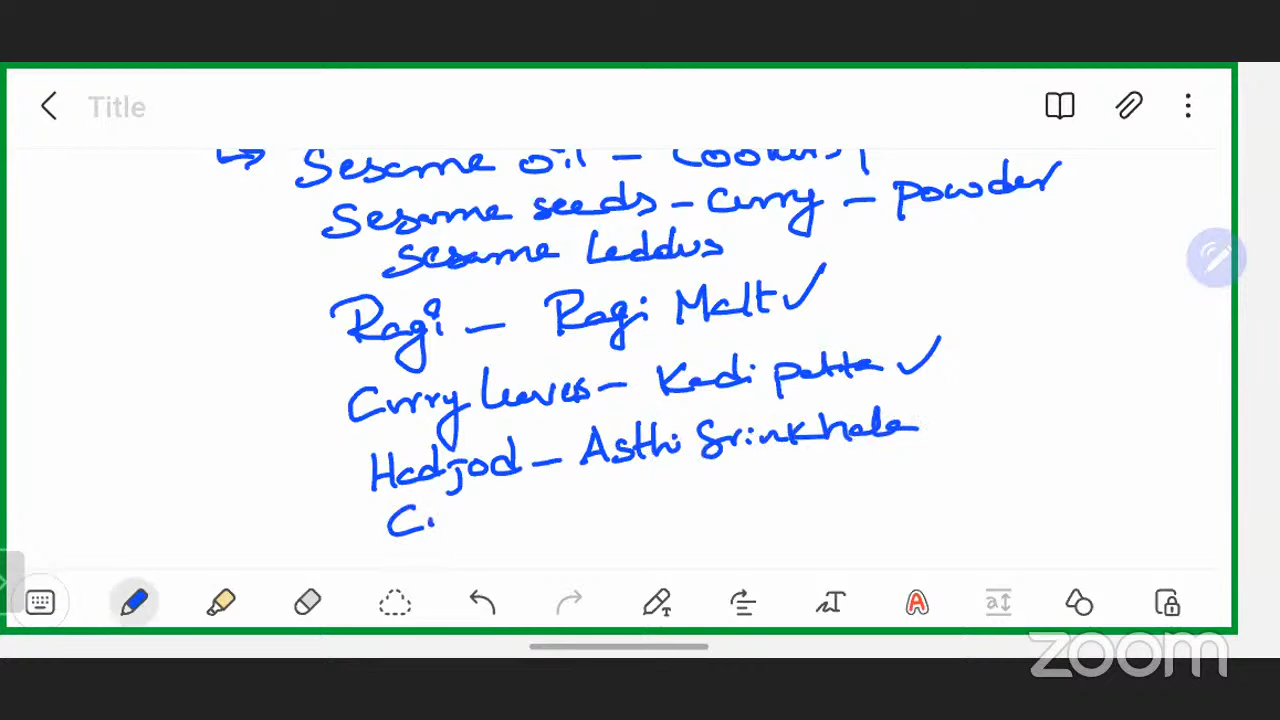 Title
↳ Sesame oil -
Sesame seeds - Curry - powder
Sesame laddus
Ragi - Ragi Malt ✓
Curry leaves - Kadi patta ✓
Hadjod - Asthi Srinkhala
C
zoom